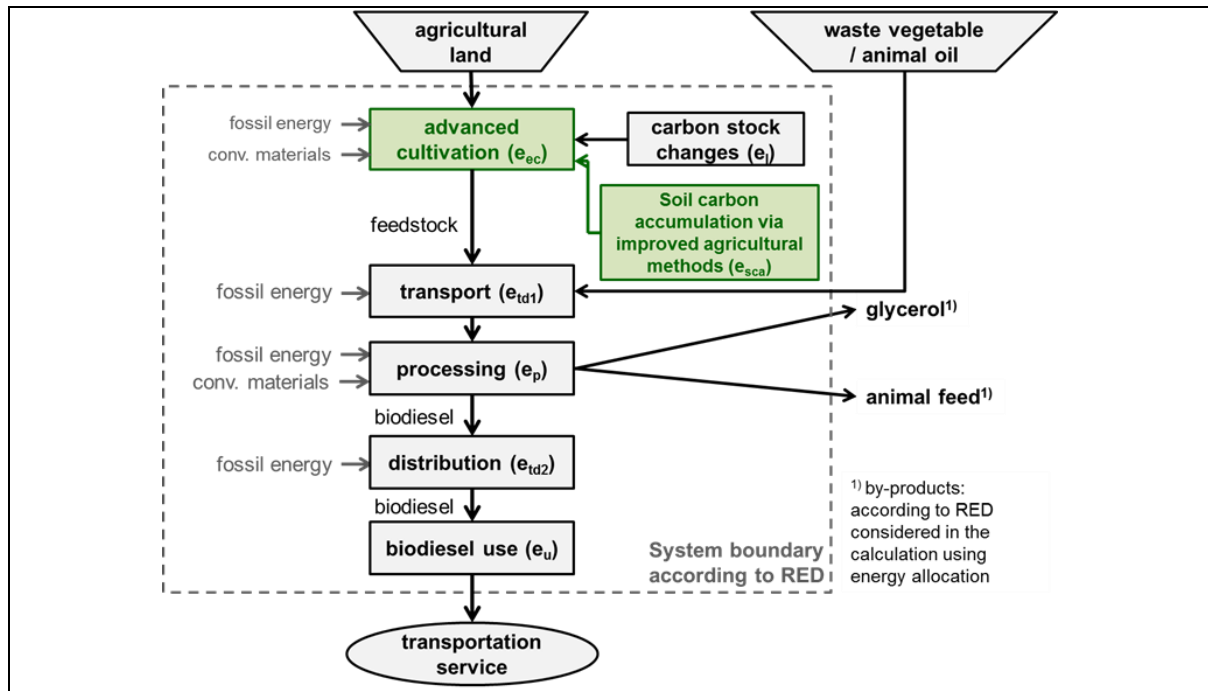 agricultural
land
waste vegetable
/ animal oil
fossil energy
conv. materials
advanced
cultivation (eec)
carbon stock
changes (el)
Soil carbon
accumulation via
improved agricultural
methods (esca)
feedstock
fossil energy
transport (etd1)
glycerol1)
fossil energy
conv. materials
processing (ep)
animal feed1)
biodiesel
fossil energy
distribution (etd2)
biodiesel
1) by-products:
according to RED
considered in the
calculation using
energy allocation
biodiesel use (eu)
System boundary
according to RED
transportation
service